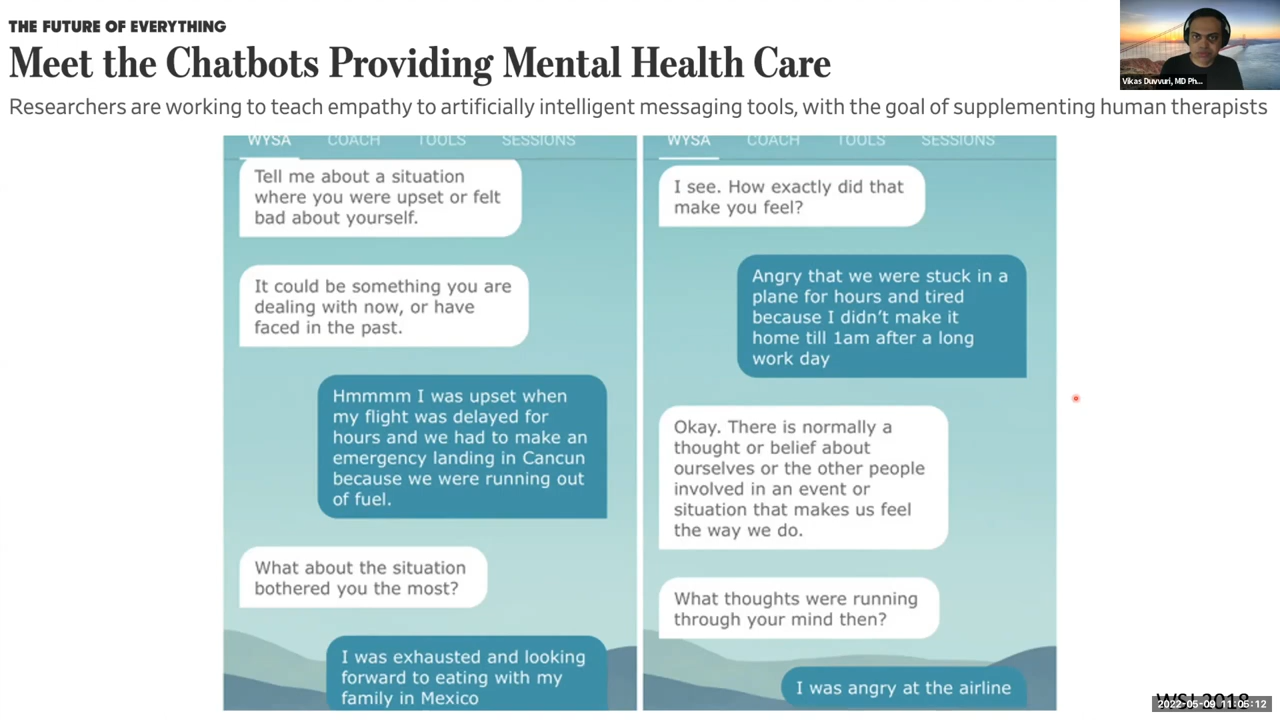 THE FUTURE OF EVERYTHING
Meet the Chatbots Providing Mental Health Care
Researchers are working to teach empathy to artificially intelligent messaging tools, with the goal of supplementing human therapists
Vikas Duvvuri, MD Ph...
WYSA COACH TOOLS SESSIONS
Tell me about a situation
where you were upset or felt
bad about yourself.
It could be something you are
dealing with now, or have
faced in the past.
Hmmmm I was upset when
my flight was delayed for
hours and we had to make an
emergency landing in Cancun
because we were running out
of fuel.
What about the situation
bothered you the most?
I was exhausted and looking
forward to eating with my
family in Mexico
WYSA COACH TOOLS SESSIONS
I see. How exactly did that
make you feel?
Angry that we were stuck in a
plane for hours and tired
because I didn't make it
home till 1am after a long
work day
Okay. There is normally a
thought or belief about
ourselves or the other people
involved in an event or
situation that makes us feel
the way we do.
What thoughts were running
through your mind then?
I was angry at the airline
WSJ 2018
2022-05-09 11:06:12